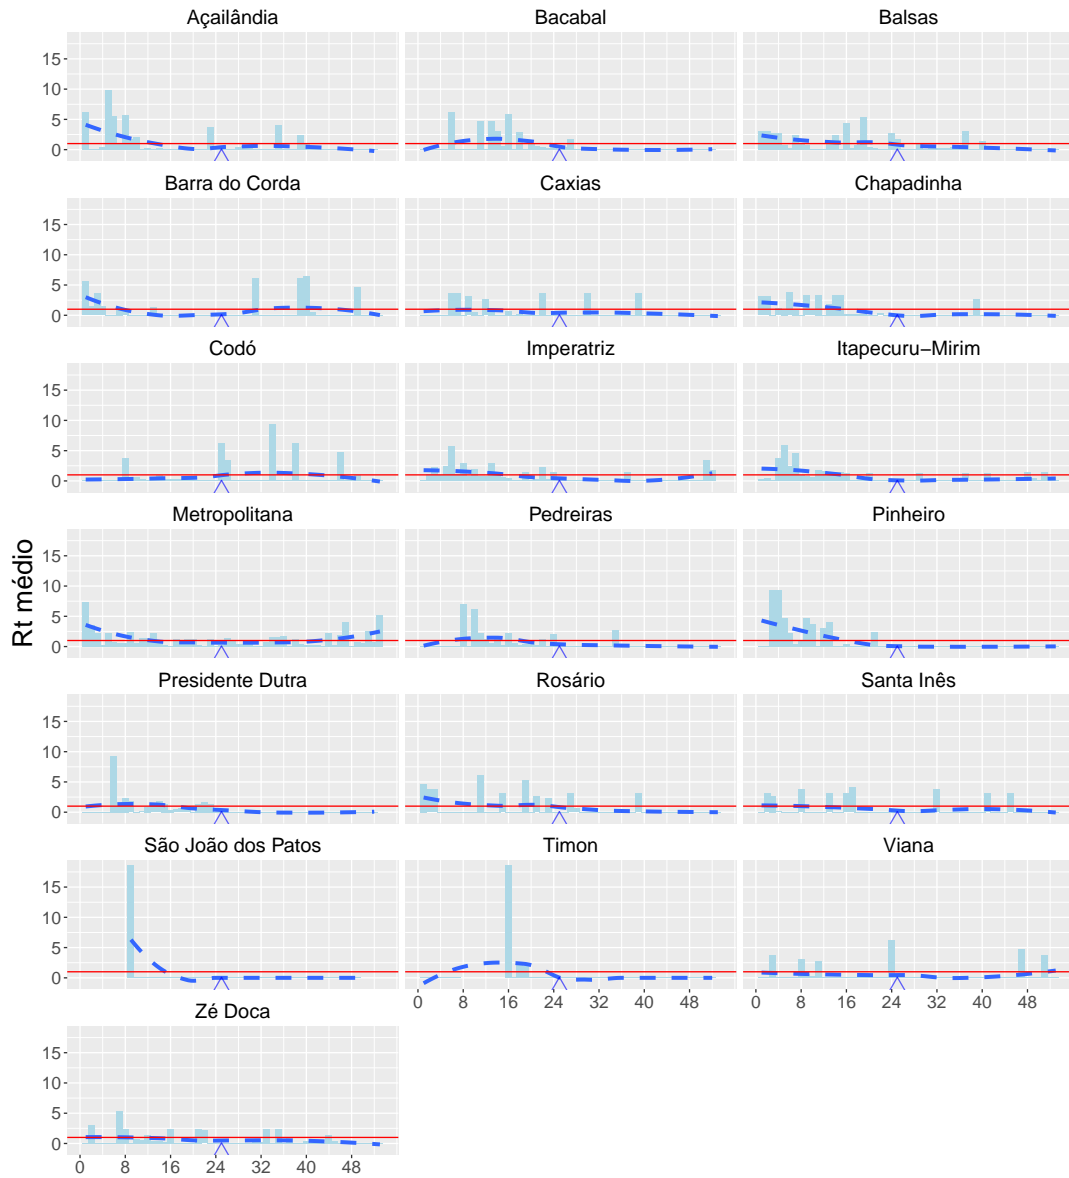 Açailândia Bacabal Balsas
15
10
5
0
Barra do Corda Caxias Chapadinha
15
10
5
0
Codó Imperatriz Itapecuru−Mirim
15
10
5
0
Metropolitana Pedreiras Pinheiro
15
10
5
0
Rt médio
Presidente Dutra Rosário Santa Inês
15
10
5
0
São João dos Patos Timon Viana
15
10
5
0
0 8 16 24 32 40 48 0 8 16 24 32 40 48
Zé Doca
15
10
5
0
0 8 16 24 32 40 48